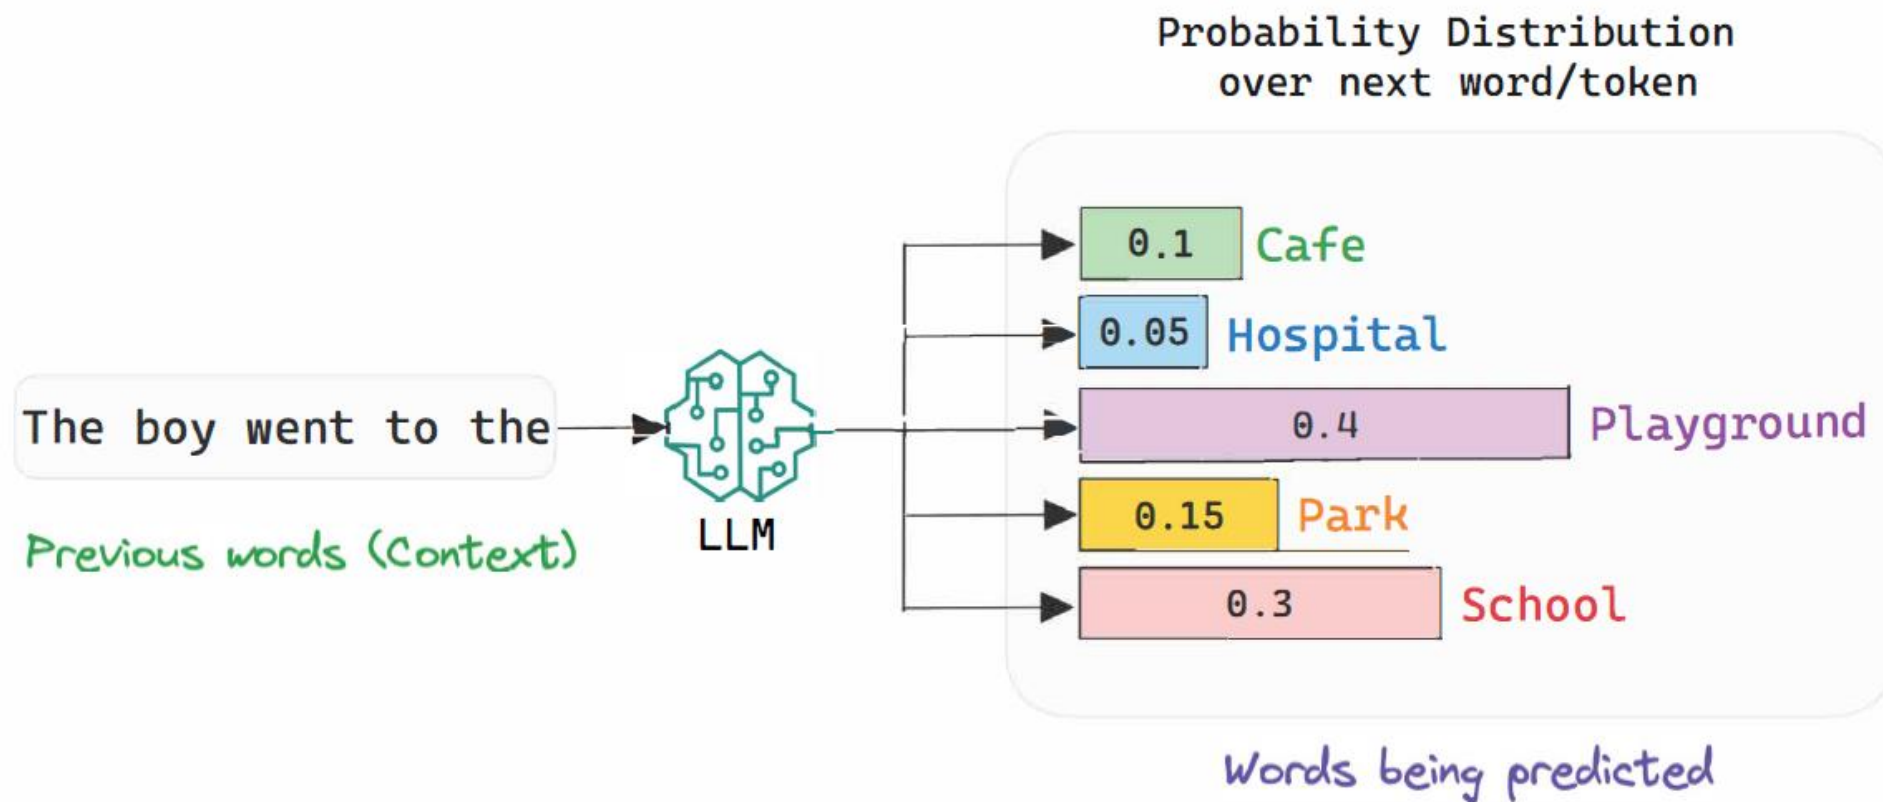 Probability Distribution
over next word/token
0.1 Cafe
0.05 Hospital
The boy went to the
0.4 Playground
0.15 Park
Previous words (Context)
LLM
0.3 School
Words being predicted